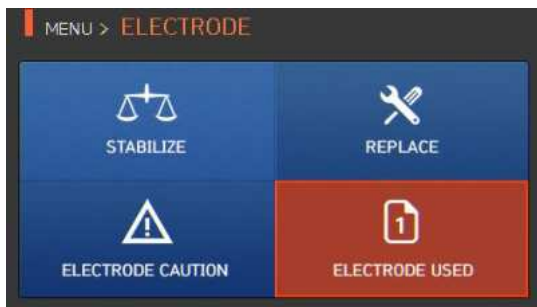 MENU > ELECTRODE
STABILIZE
REPLACE
ELECTRODE CAUTION
1
ELECTRODE USED